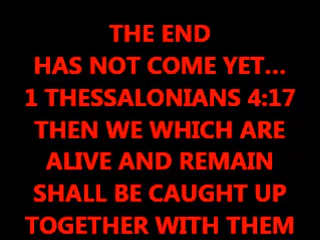 THE END
HAS NOT COME YET...
1 THESSALONIANS 4:17
THEN WE WHICH ARE
ALIVE AND REMAIN
SHALL BE CAUGHT UP
TOGETHER WITH THEM